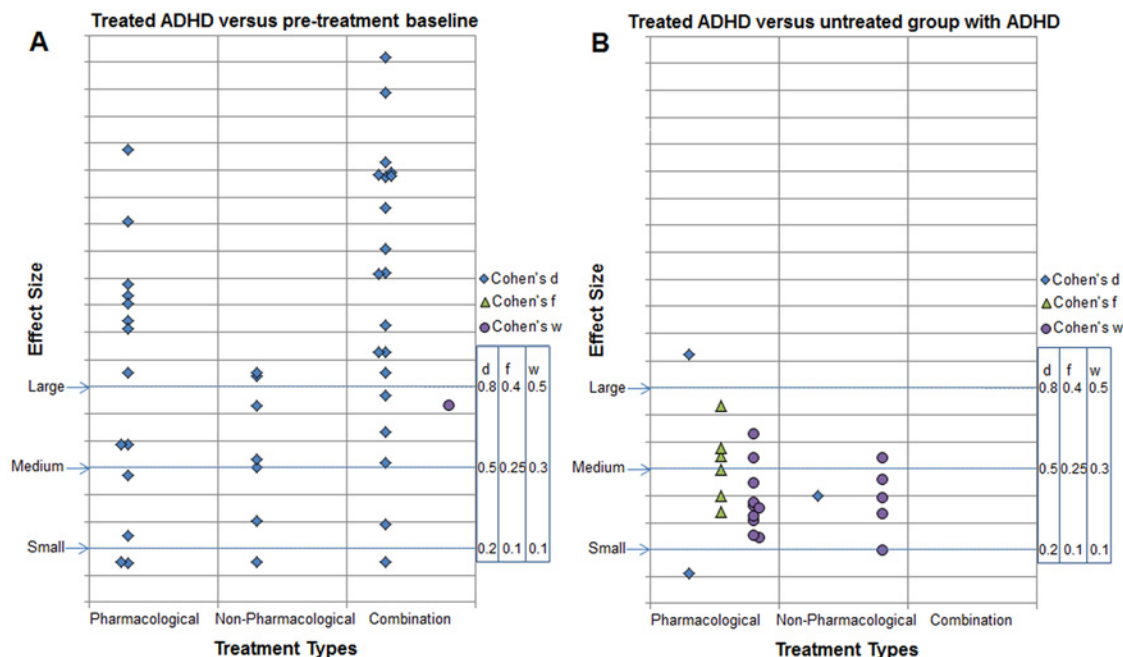 Treated ADHD versus pre-treatment baseline
A
Effect Size
Large
Medium
Small
Cohen's d
Cohen's f
Cohen's w
d f w
0.8 0.4 0.5
0.5 0.25 0.3
0.2 0.1 0.1
Pharmacological Non-Pharmacological Combination
Treatment Types
Treated ADHD versus untreated group with ADHD
B
Effect Size
Large
Medium
Small
Cohen's d
Cohen's f
Cohen's w
d f w
0.8 0.4 0.5
0.5 0.25 0.3
0.2 0.1 0.1
Pharmacological Non-Pharmacological Combination
Treatment Types